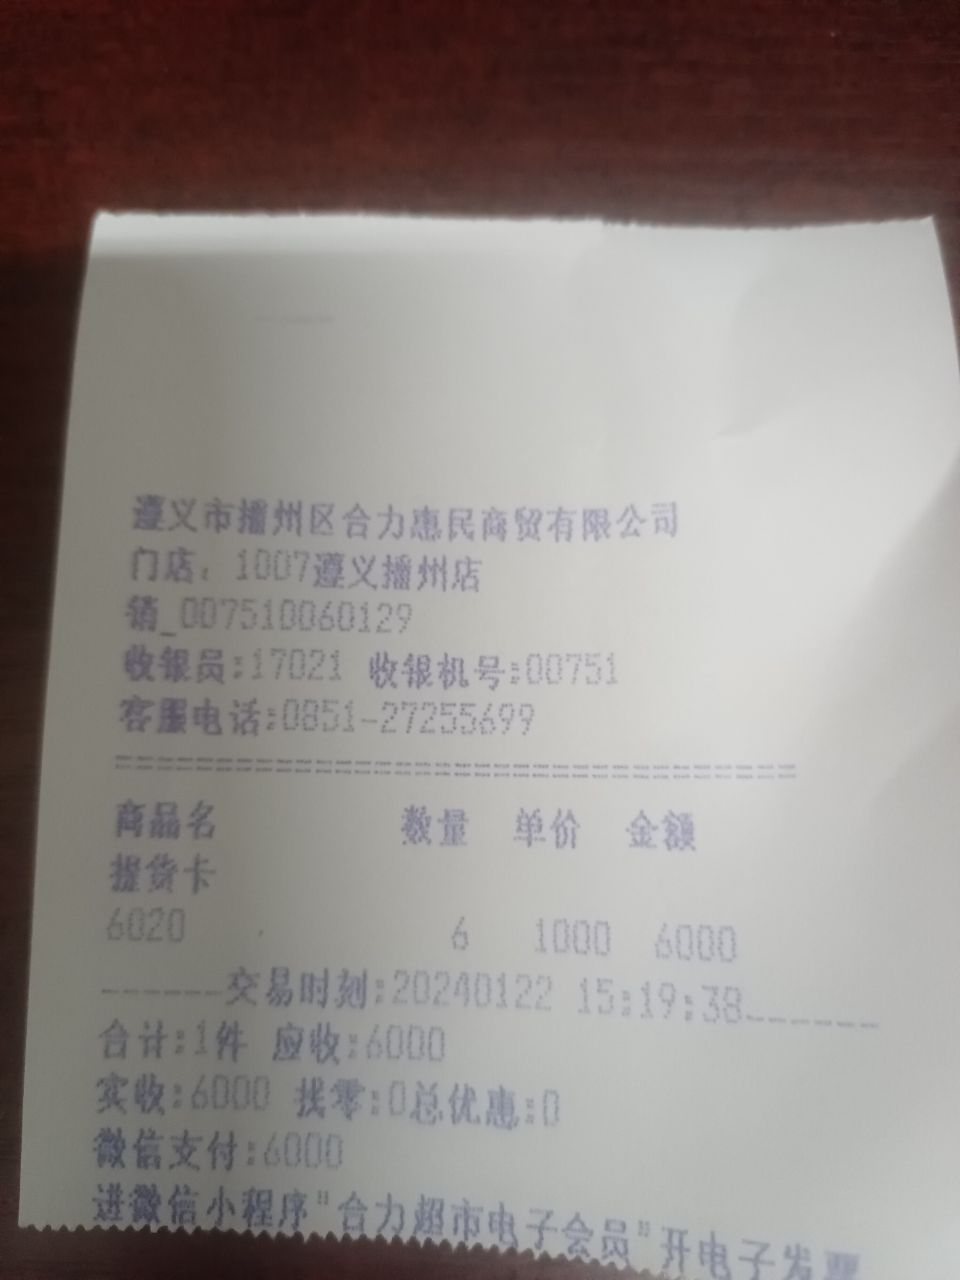 遵义市播州区合力惠民商贸有限公司
门店: 1007遵义播州店
销_007510060129
收银员:17021 收银机号:00751
客服电话:0851-27255699
商品名 数量 单价 金额
提货卡
6020 6 1000 6000
------交易时刻:20240122 15:19:38------
合计:1件 应收:6000
实收:6000 找零:0总优惠:0
微信支付:6000
进微信小程序"合力超市电子会员"开电子发票